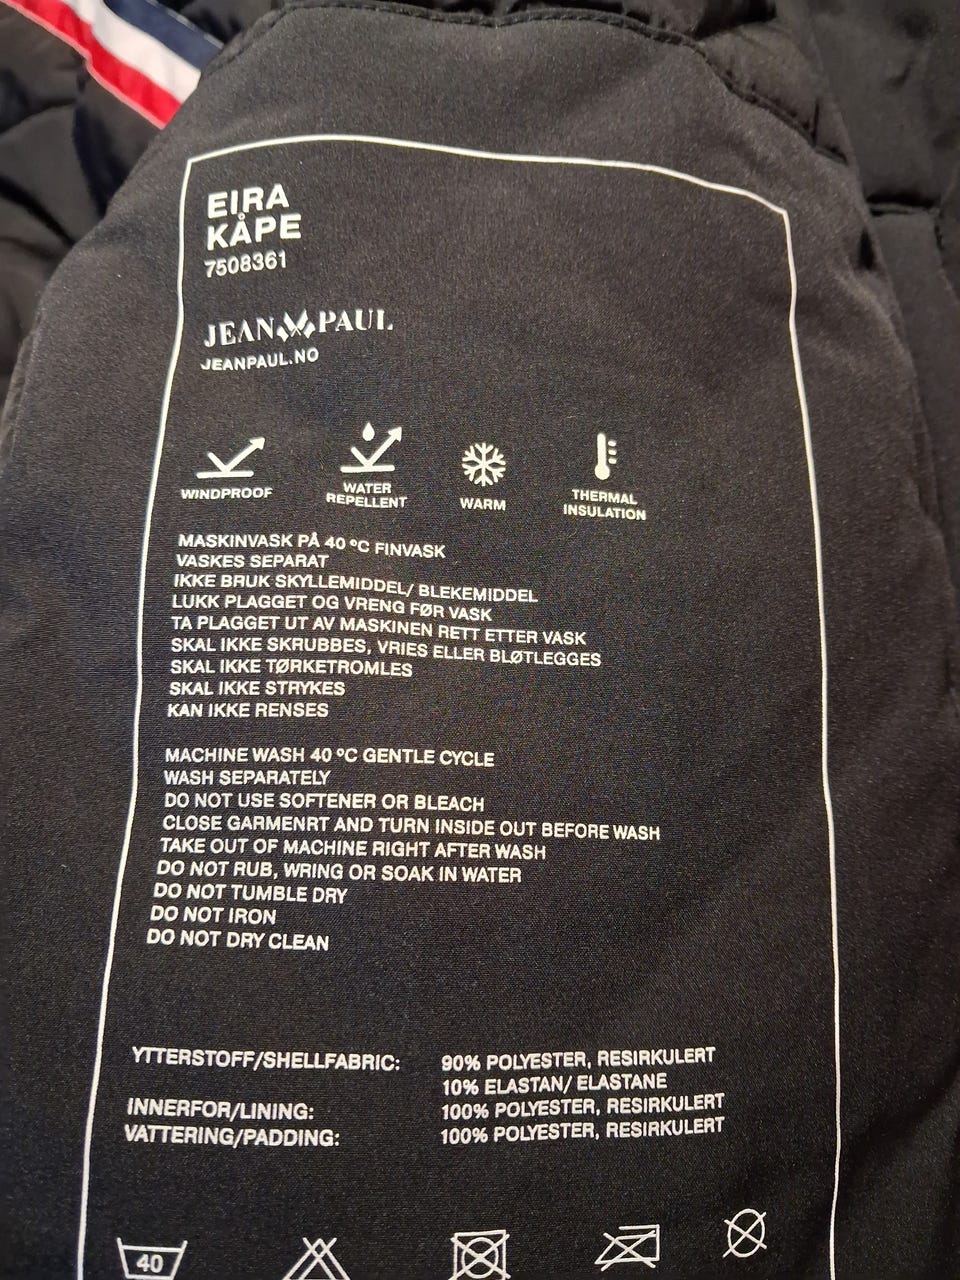 EIRA
KÅPE
7508361
JEAN PAUL
JEANPAUL.NO
WINDPROOF
WATER
REPELLENT
WARM
THERMAL
INSULATION
MASKINVASK PÅ 40 °C FINVASK
VASKES SEPARAT
IKKE BRUK SKYLLEMIDDEL/ BLEKEMIDDEL
LUKK PLAGGET OG VRENG FØR VASK
TA PLAGGET UT AV MASKINEN RETT ETTER VASK
SKAL IKKE SKRUBBES, VRIES ELLER BLØTLEGGES
SKAL IKKE TØRKETROMLES
SKAL IKKE STRYKES
KAN IKKE RENSES
MACHINE WASH 40 °C GENTLE CYCLE
WASH SEPARATELY
DO NOT USE SOFTENER OR BLEACH
CLOSE GARMENRT AND TURN INSIDE OUT BEFORE WASH
TAKE OUT OF MACHINE RIGHT AFTER WASH
DO NOT RUB, WRING OR SOAK IN WATER
DO NOT TUMBLE DRY
DO NOT IRON
DO NOT DRY CLEAN
YTTERSTOFF/SHELLFABRIC: 90% POLYESTER, RESIRKULERT
10% ELASTAN/ ELASTANE
INNERFOR/LINING: 100% POLYESTER, RESIRKULERT
VATTERING/PADDING: 100% POLYESTER, RESIRKULERT
40